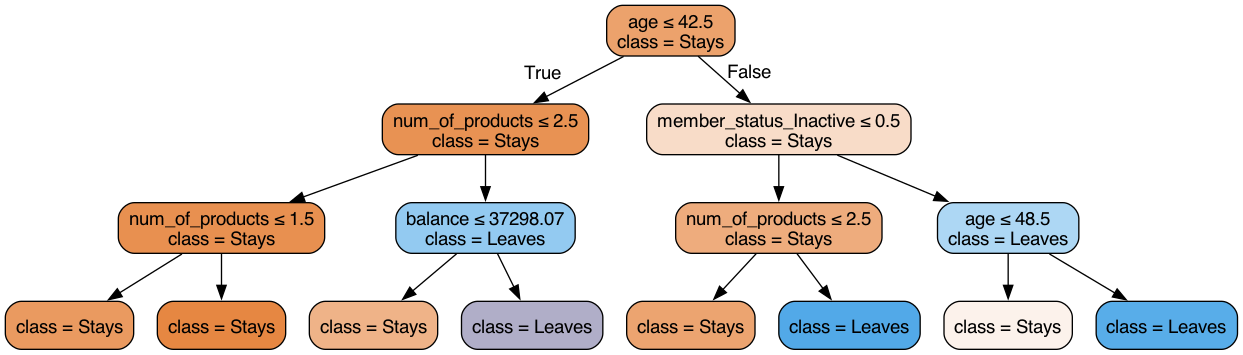 age ≤ 42.5
class = Stays
True
False
num_of_products ≤ 2.5
class = Stays
member_status_Inactive ≤ 0.5
class = Stays
num_of_products ≤ 1.5
class = Stays
balance ≤ 37298.07
class = Leaves
num_of_products ≤ 2.5
class = Stays
age ≤ 48.5
class = Leaves
class = Stays
class = Stays
class = Stays
class = Leaves
class = Stays
class = Leaves
class = Stays
class = Leaves